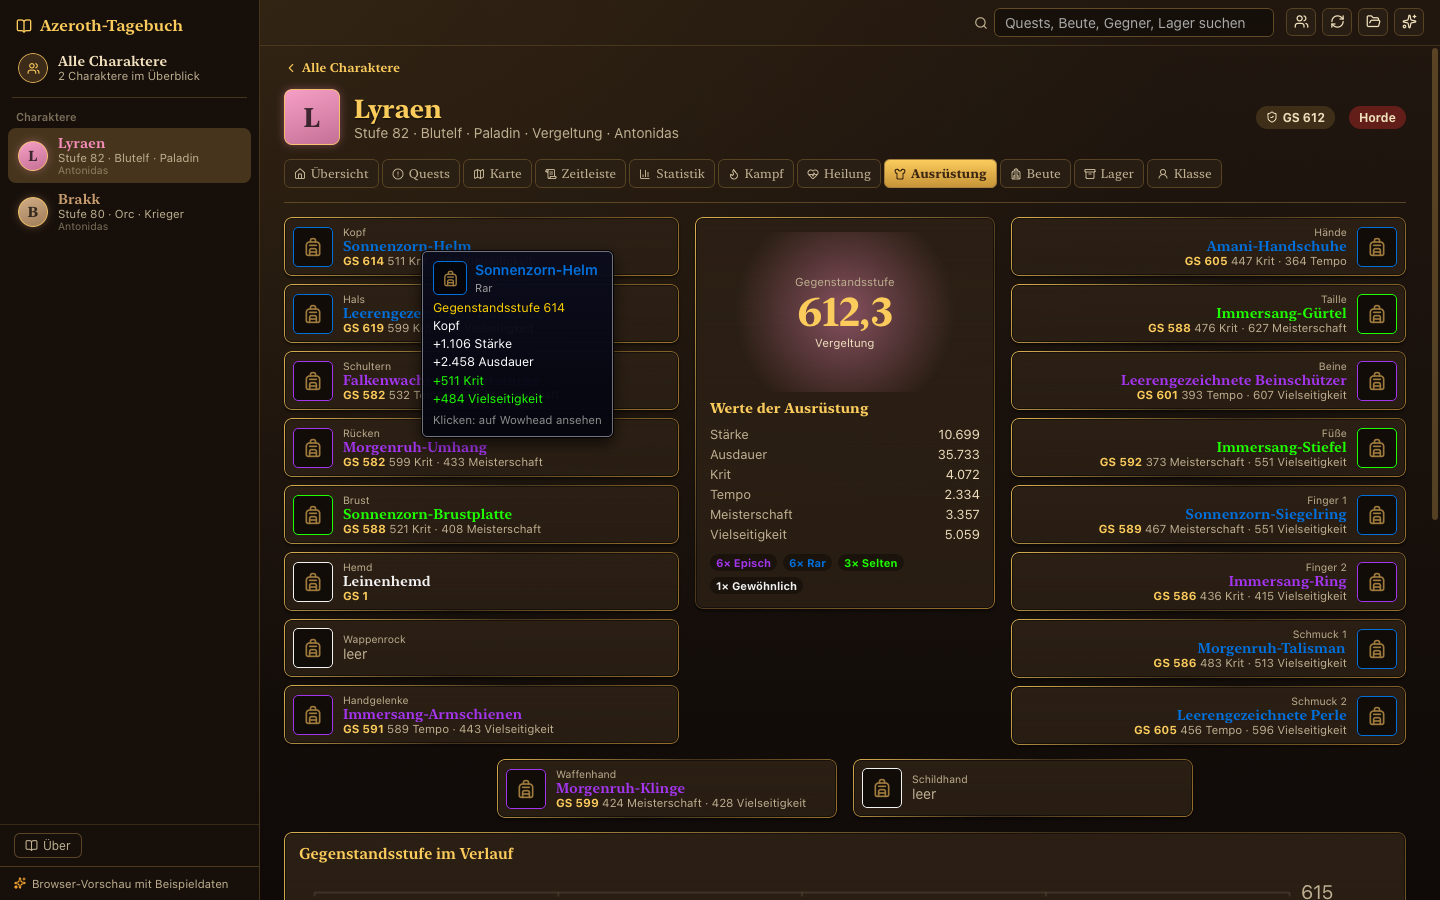 Azeroth-Tagebuch
Alle Charaktere
2 Charaktere im Überblick
Charaktere
L
Lyraen
Stufe 82 · Blutelf · Paladin
Antonidas
B
Brakk
Stufe 80 · Orc · Krieger
Antonidas
Über
Browser-Vorschau mit Beispieldaten
Quests, Beute, Gegner, Lager suchen
Alle Charaktere
L
Lyraen
Stufe 82 · Blutelf · Paladin · Vergeltung · Antonidas
GS 612
Horde
Übersicht
Quests
Karte
Zeitleiste
Statistik
Kampf
Heilung
Ausrüstung
Beute
Lager
Klasse
Kopf
Sonnenzorn-Helm
GS 614 511
Hals
GS 619 599
Schultern
GS 582 532
Rücken
Morgenruh-Umhang
GS 582 599 Krit · 433 Meisterschaft
Brust
Sonnenzorn-Brustplatte
GS 588 521 Krit · 408 Meisterschaft
Hemd
Leinenhemd
GS 1
Wappenrock
leer
Handgelenke
Immersang-Armschienen
GS 591 589 Tempo · 443 Vielseitigkeit
Sonnenzorn-Helm
Rar
Gegenstandsstufe 614
Kopf
+1.106 Stärke
+2.458 Ausdauer
+511 Krit
+484 Vielseitigkeit
Klicken: auf Wowhead ansehen
Gegenstandsstufe
612,3
Vergeltung
Werte der Ausrüstung
Stärke 10.699
Ausdauer 35.733
Krit 4.072
Tempo 2.334
Meisterschaft 3.357
Vielseitigkeit 5.059
6× Episch 6× Rar 3× Selten
1× Gewöhnlich
Hände
Amani-Handschuhe
GS 605 447 Krit · 364 Tempo
Taille
Immersang-Gürtel
GS 588 476 Krit · 627 Meisterschaft
Beine
Leerengezeichnete Beinschützer
GS 601 393 Tempo · 607 Vielseitigkeit
Füße
Immersang-Stiefel
GS 592 373 Meisterschaft · 551 Vielseitigkeit
Finger 1
Sonnenzorn-Siegelring
GS 589 467 Meisterschaft · 551 Vielseitigkeit
Finger 2
Immersang-Ring
GS 586 436 Krit · 415 Vielseitigkeit
Schmuck 1
Morgenruh-Talisman
GS 586 483 Krit · 513 Vielseitigkeit
Schmuck 2
Leerengezeichnete Perle
GS 605 456 Tempo · 596 Vielseitigkeit
Waffenhand
Morgenruh-Klinge
GS 599 424 Meisterschaft · 428 Vielseitigkeit
Schildhand
leer
Gegenstandsstufe im Verlauf
615